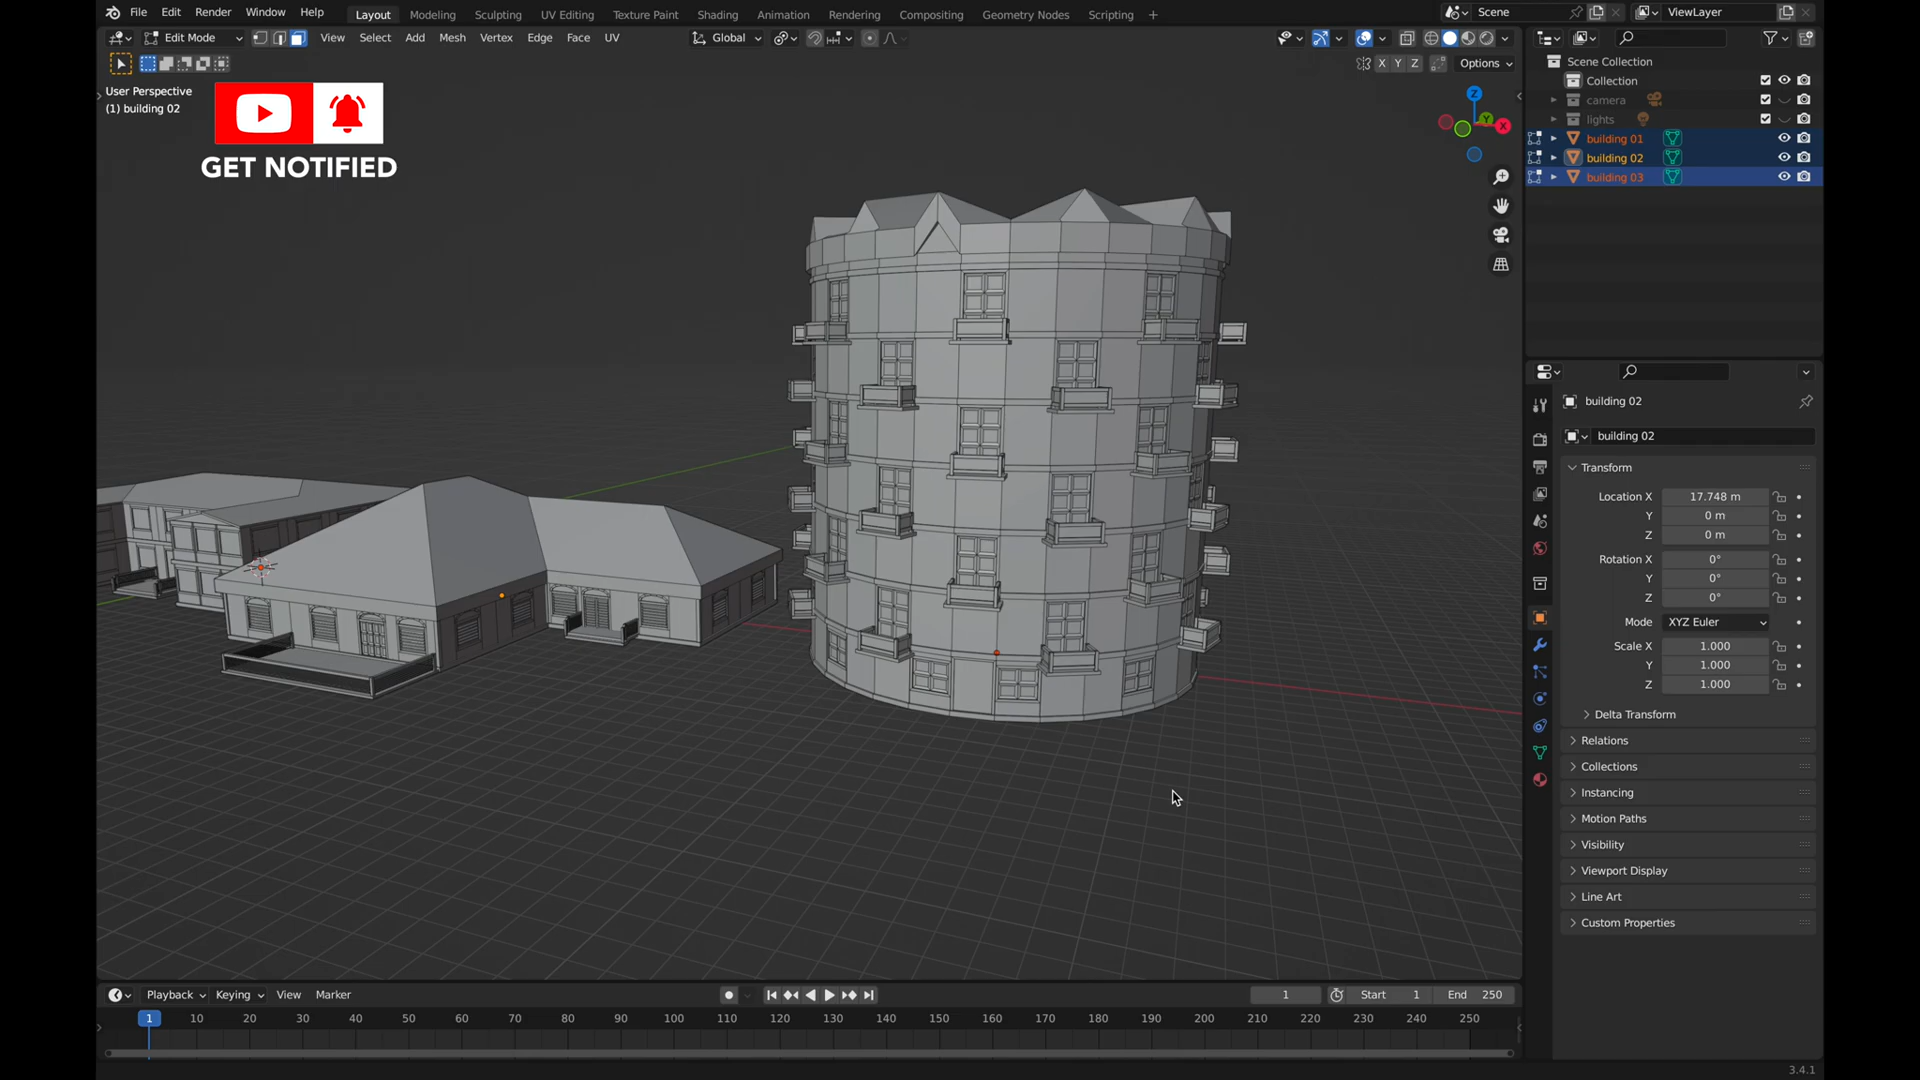 File Edit Render Window Help Layout Modeling Sculpting UV Editing Texture Paint Shading Animation Rendering Compositing Geometry Nodes Scripting + Scene ViewLayer
Edit Mode View Select Add Mesh Vertex Edge Face UV Global
X Y Z Options
User Perspective
(1) building 02
GET NOTIFIED
Z
Y
X
Scene Collection
Collection
camera
lights
building 01
building 02
building 03
building 02
building 02
Transform
Location X 17.748 m
Y 0 m
Z 0 m
Rotation X 0°
Y 0°
Z 0°
Mode XYZ Euler
Scale X 1.000
Y 1.000
Z 1.000
Delta Transform
Relations
Collections
Instancing
Motion Paths
Visibility
Viewport Display
Line Art
Custom Properties
Playback Keying View Marker 1 Start 1 End 250
1 10 20 30 40 50 60 70 80 90 100 110 120 130 140 150 160 170 180 190 200 210 220 230 240 250
3.4.1